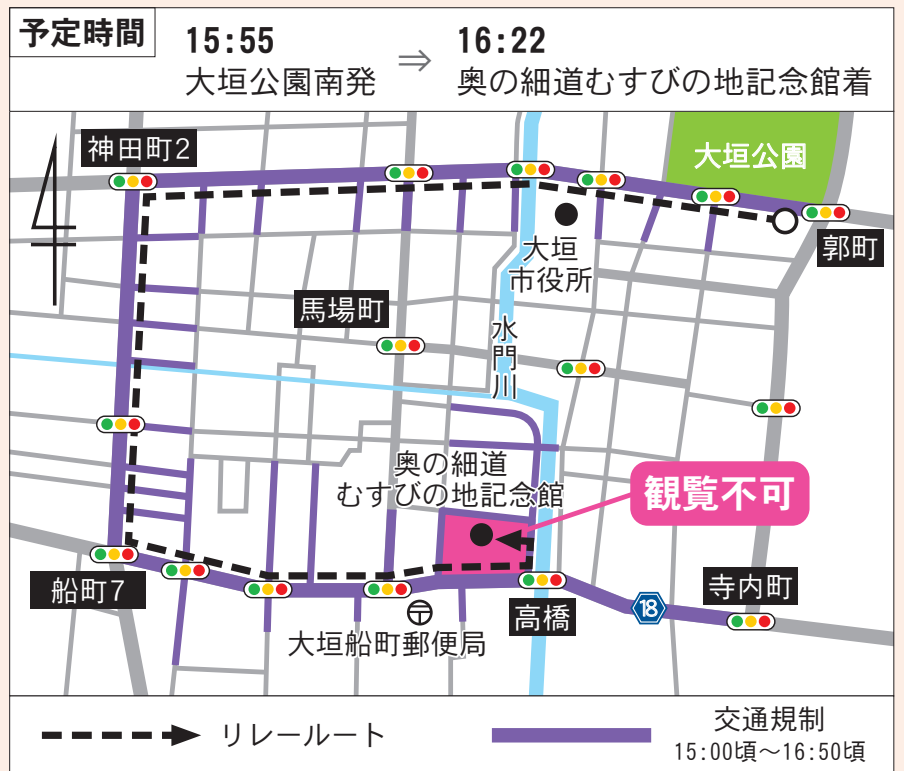 予定時間
15:55
大垣公園南発
⇒
16:22
奥の細道むすびの地記念館着
神田町2
大垣公園
郭町
大垣
市役所
馬場町
水門川
奥の細道
むすびの地記念館
観覧不可
船町7
高橋
18
寺内町
大垣船町郵便局
リレールート
交通規制
15:00頃～16:50頃